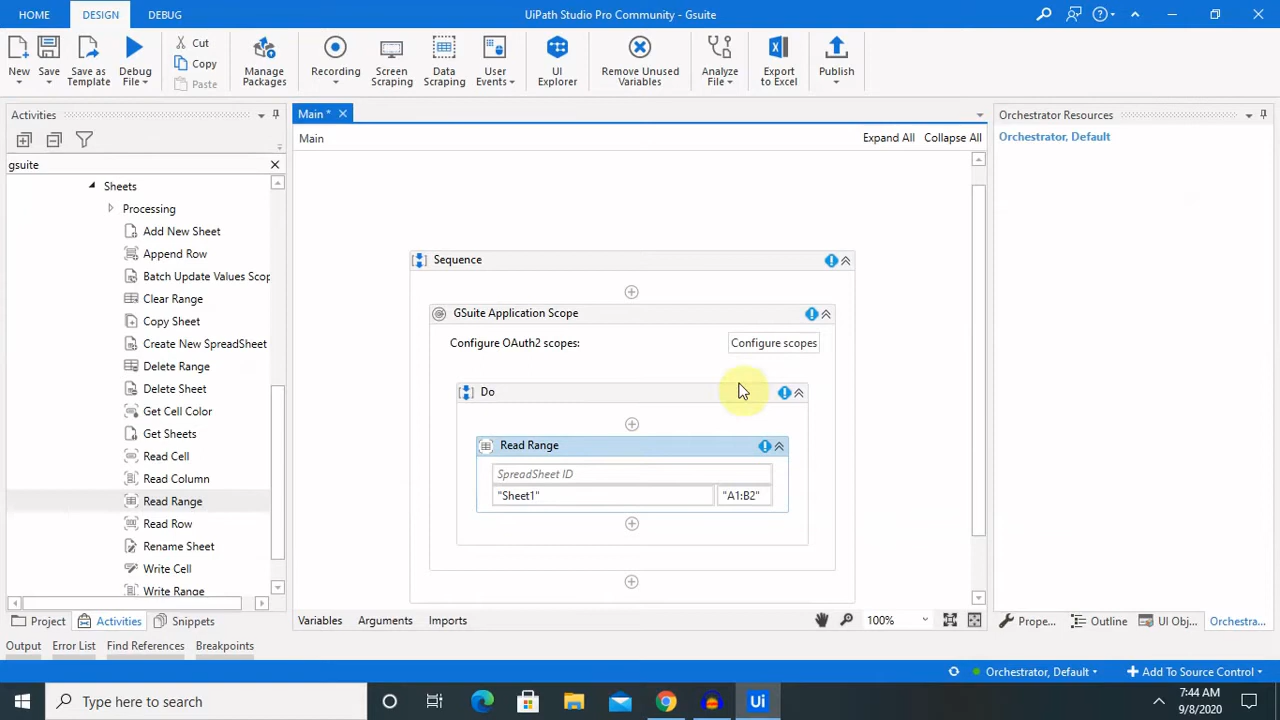 HOME
DESIGN
DEBUG
UiPath Studio Pro Community - Gsuite
New
Save
Save as Template
Debug File
Cut
Copy
Paste
Manage Packages
Recording
Screen Scraping
Data Scraping
User Events
UI Explorer
Remove Unused Variables
Analyze File
Export to Excel
Publish
Activities
gsuite
Sheets
Processing
Add New Sheet
Append Row
Batch Update Values Scop
Clear Range
Copy Sheet
Create New SpreadSheet
Delete Range
Delete Sheet
Get Cell Color
Get Sheets
Read Cell
Read Column
Read Range
Read Row
Rename Sheet
Write Cell
Write Range
Project
Activities
Snippets
Main *
Main
Expand All
Collapse All
Sequence
GSuite Application Scope
Configure OAuth2 scopes:
Configure scopes
Do
Read Range
SpreadSheet ID
"Sheet1"
"A1:B2"
Variables
Arguments
Imports
100%
Orchestrator Resources
Orchestrator, Default
Prope...
Outline
UI Obj...
Orchestra...
Output
Error List
Find References
Breakpoints
Orchestrator, Default
Add To Source Control
Type here to search
Ui
7:44 AM
9/8/2020